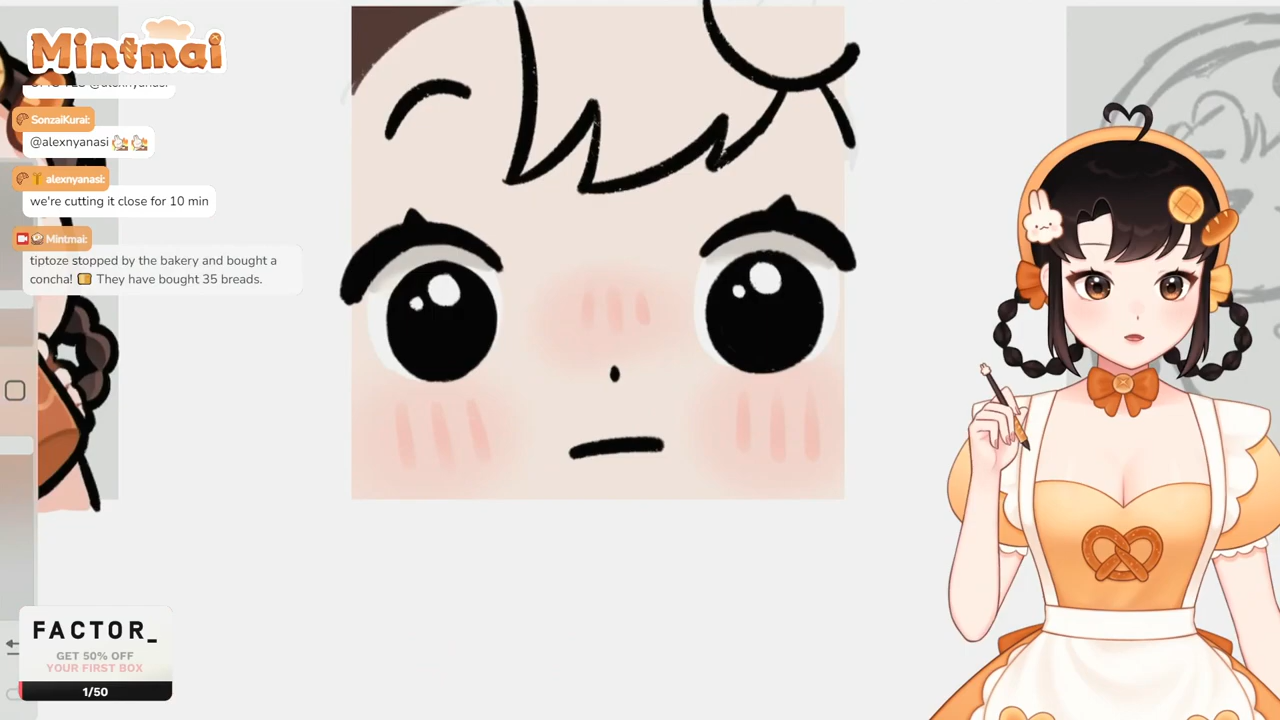 Mintmai
@alexnyanasi
SonzaiKurai:
@alexnyanasi
alexnyanasi:
we're cutting it close for 10 min
Mintmai:
tiptoze stopped by the bakery and bought a
concha! They have bought 35 breads.
FACTOR_
GET 50% OFF
YOUR FIRST BOX
1/50